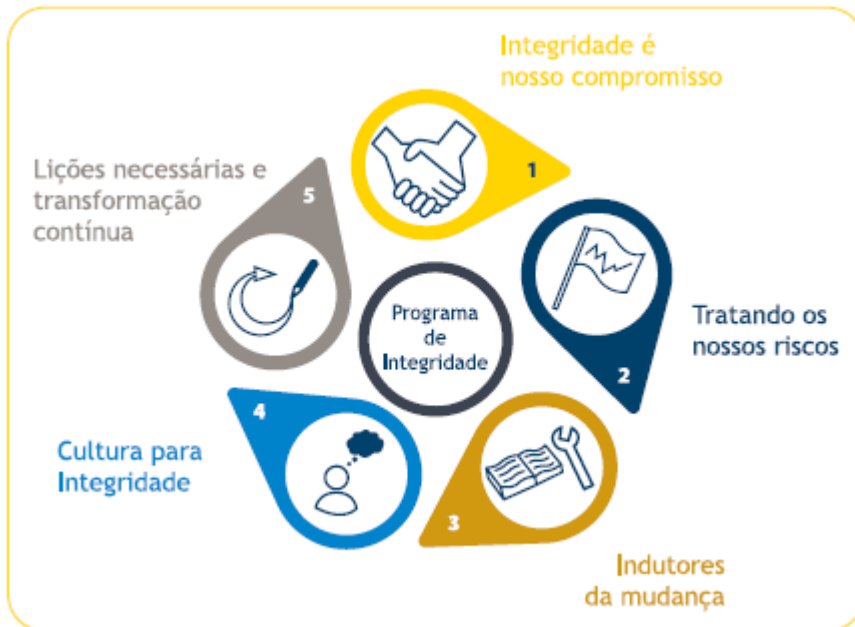 Integridade é
nosso compromisso
1
Tratando os
nossos riscos
2
Indutores
da mudança
3
Cultura para
Integridade
4
Lições necessárias e
transformação
contínua
5
Programa
de
Integridade